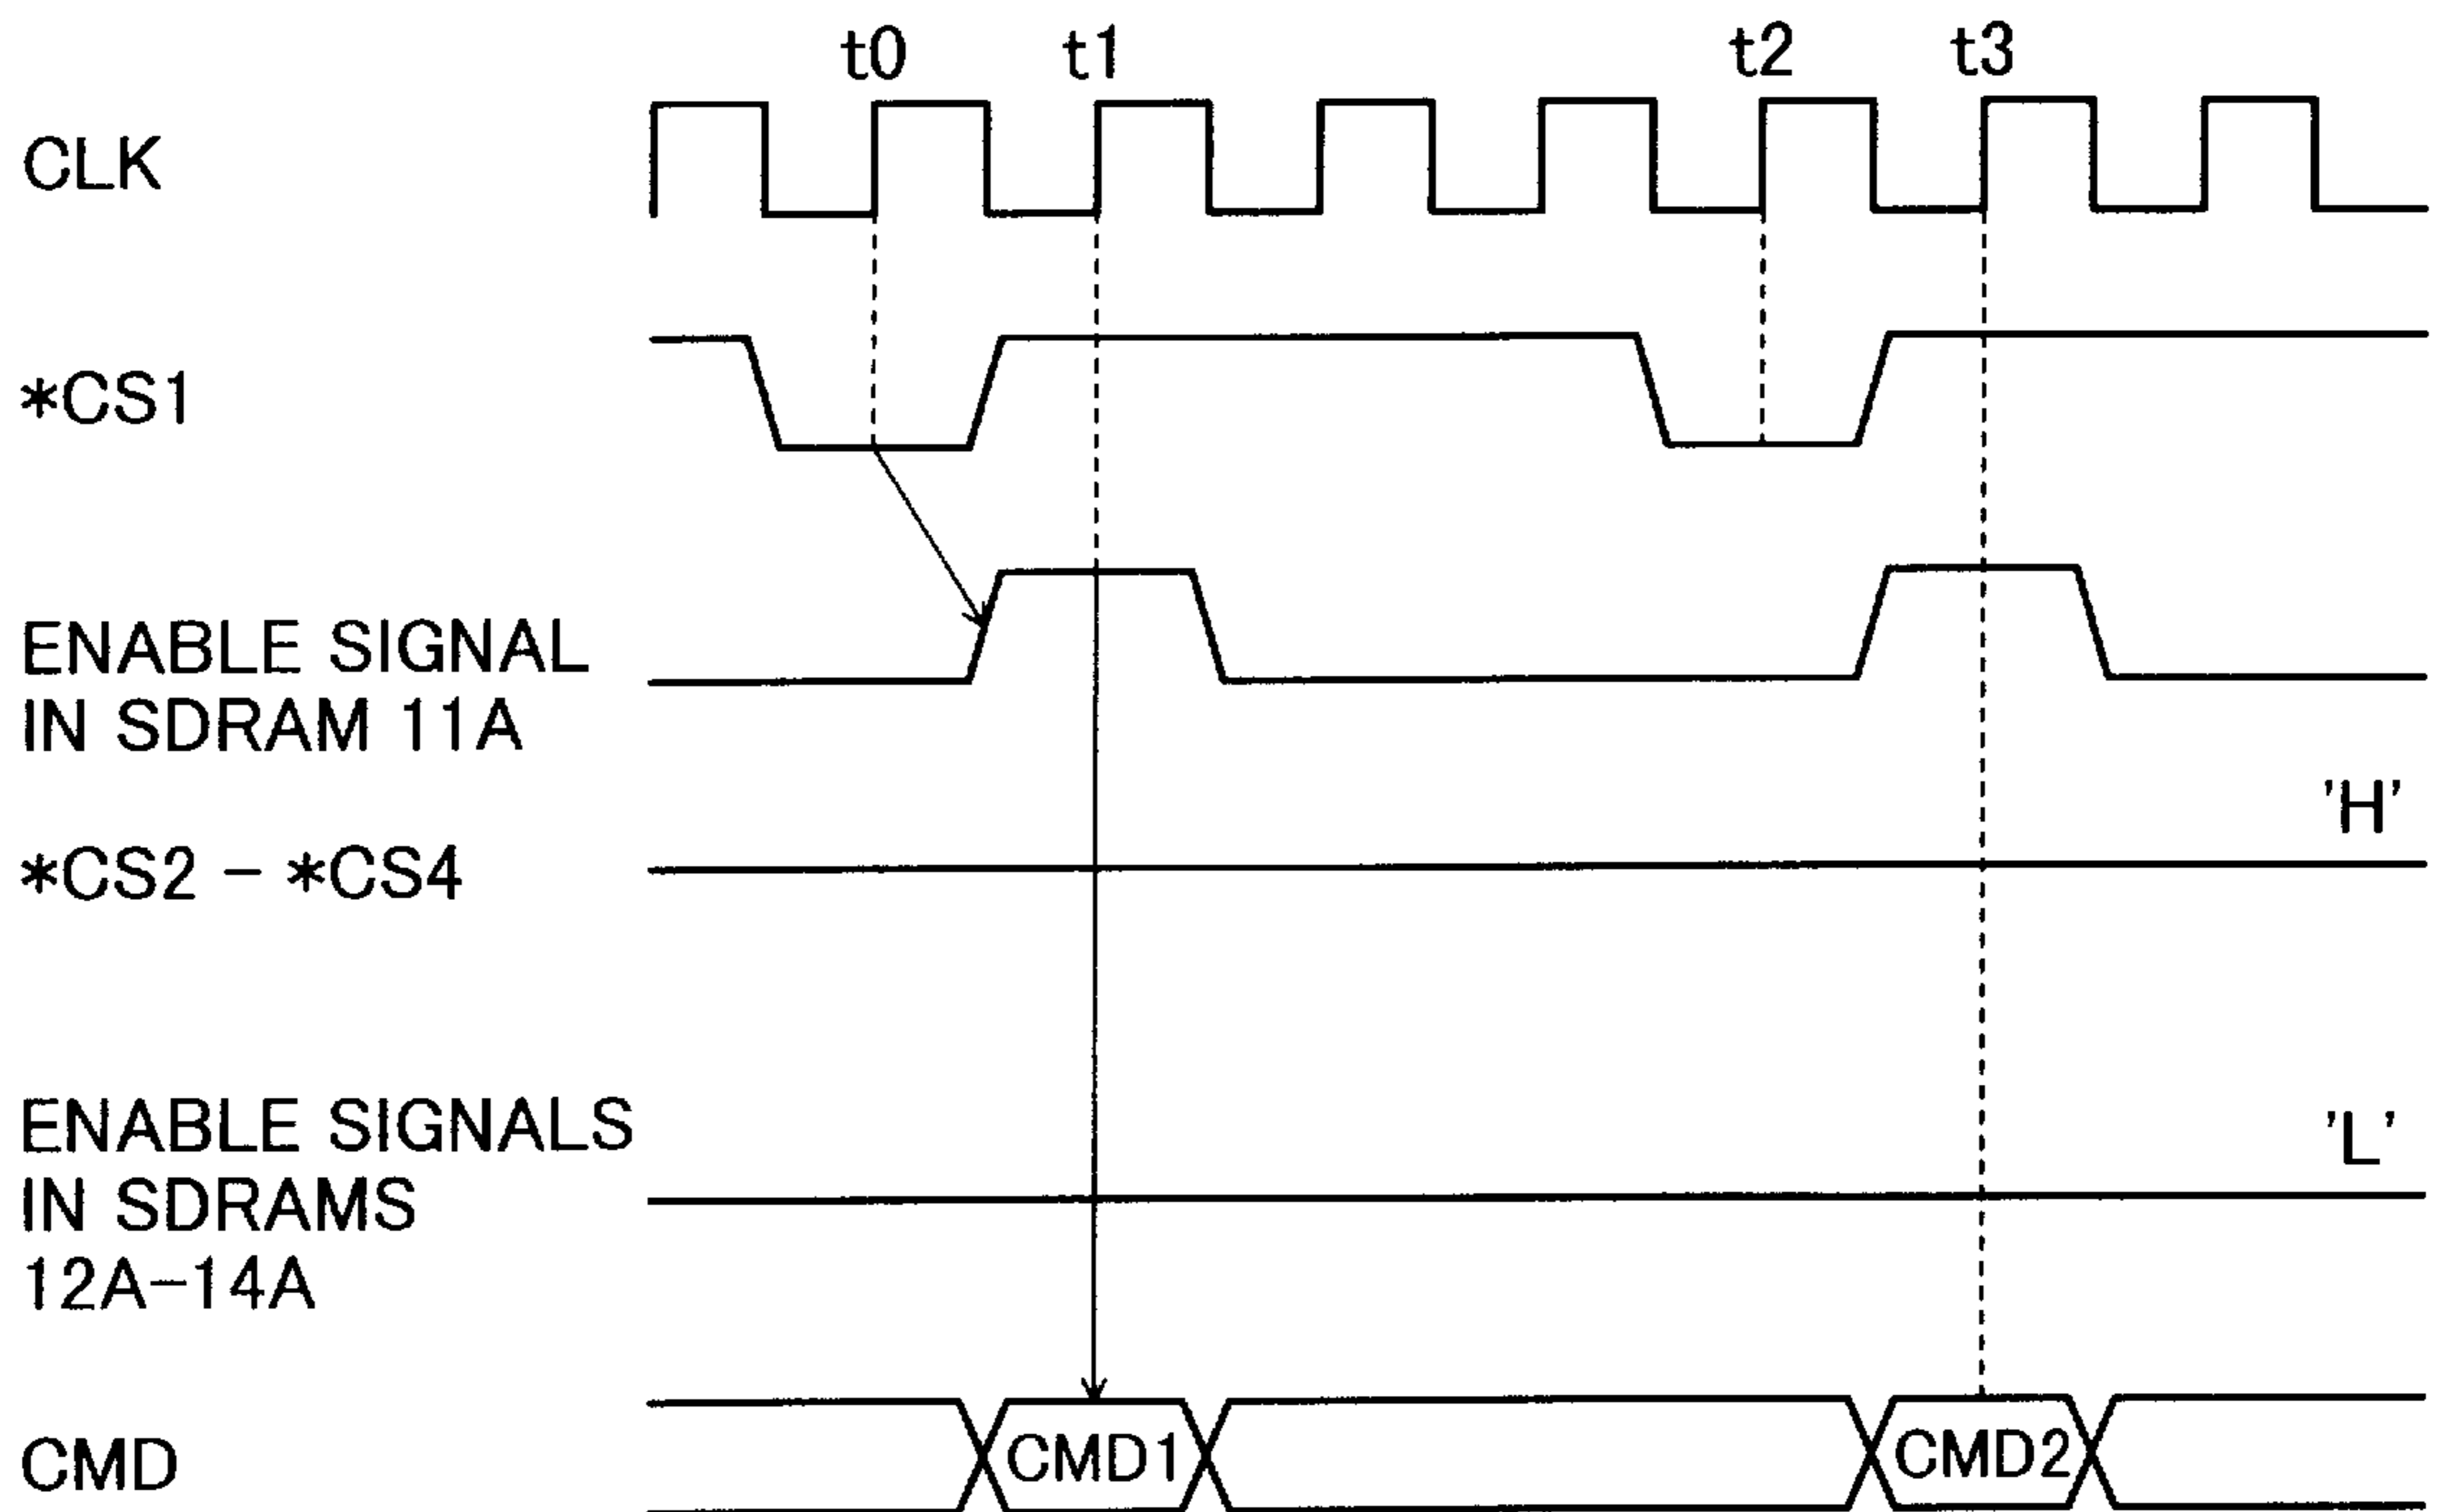 t0 t1 t2 t3
CLK
*CS1
ENABLE SIGNAL
IN SDRAM 11A
'H'
*CS2 – *CS4
ENABLE SIGNALS
'L'
IN SDRAMS
12A–14A
CMD CMD1 CMD2